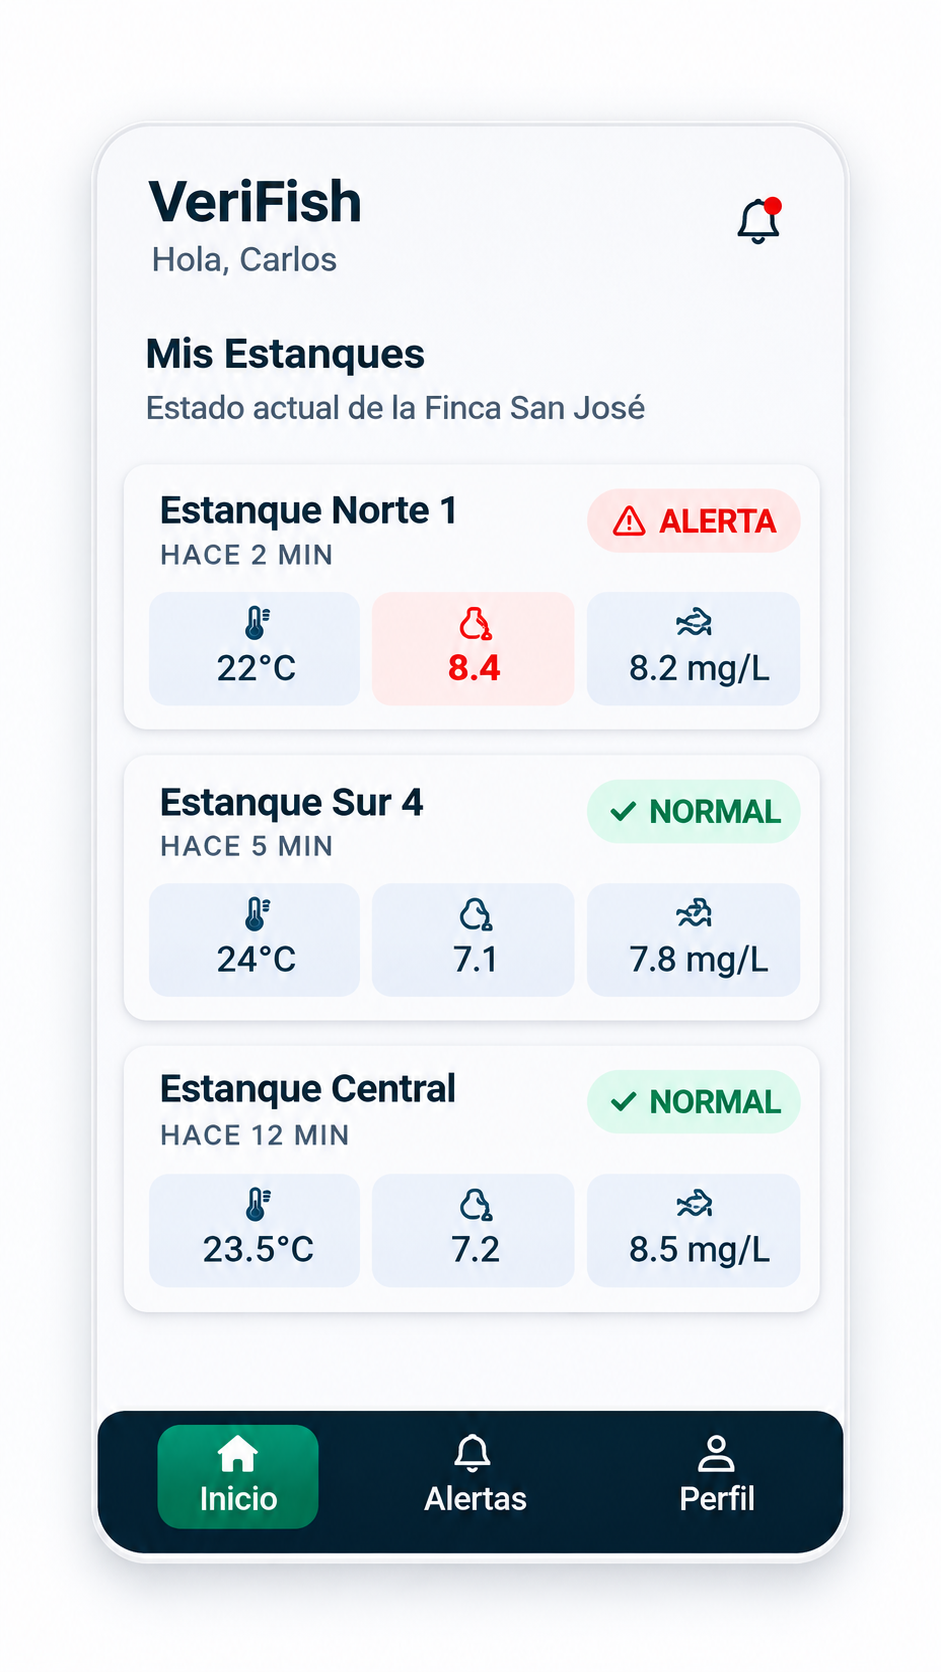 VeriFish
Hola, Carlos
Mis Estanques
Estado actual de la Finca San José
Estanque Norte 1
ALERTA
HACE 2 MIN
22°C
8.4
8.2 mg/L
Estanque Sur 4
NORMAL
HACE 5 MIN
24°C
7.1
7.8 mg/L
Estanque Central
NORMAL
HACE 12 MIN
23.5°C
7.2
8.5 mg/L
Inicio
Alertas
Perfil